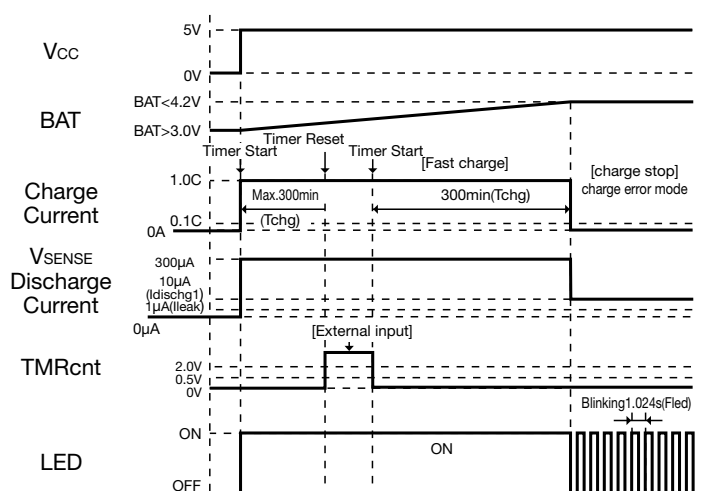 5V
VCC
0V
BAT<4.2V
BAT
BAT>3.0V
Timer Reset
Timer Start
Timer Start
[Fast charge]
[charge stop]
charge error mode
1.0C
Charge
Current
Max.300min
(Tchg)
300min(Tchg)
0.1C
0A
VSENSE
Discharge
Current
300μA
10μA
(Idischg1)
1μA(Ileak)
0μA
[External input]
TMRcnt
2.0V
0.5V
0V
Blinking1.024s(Fled)
ON
ON
LED
OFF